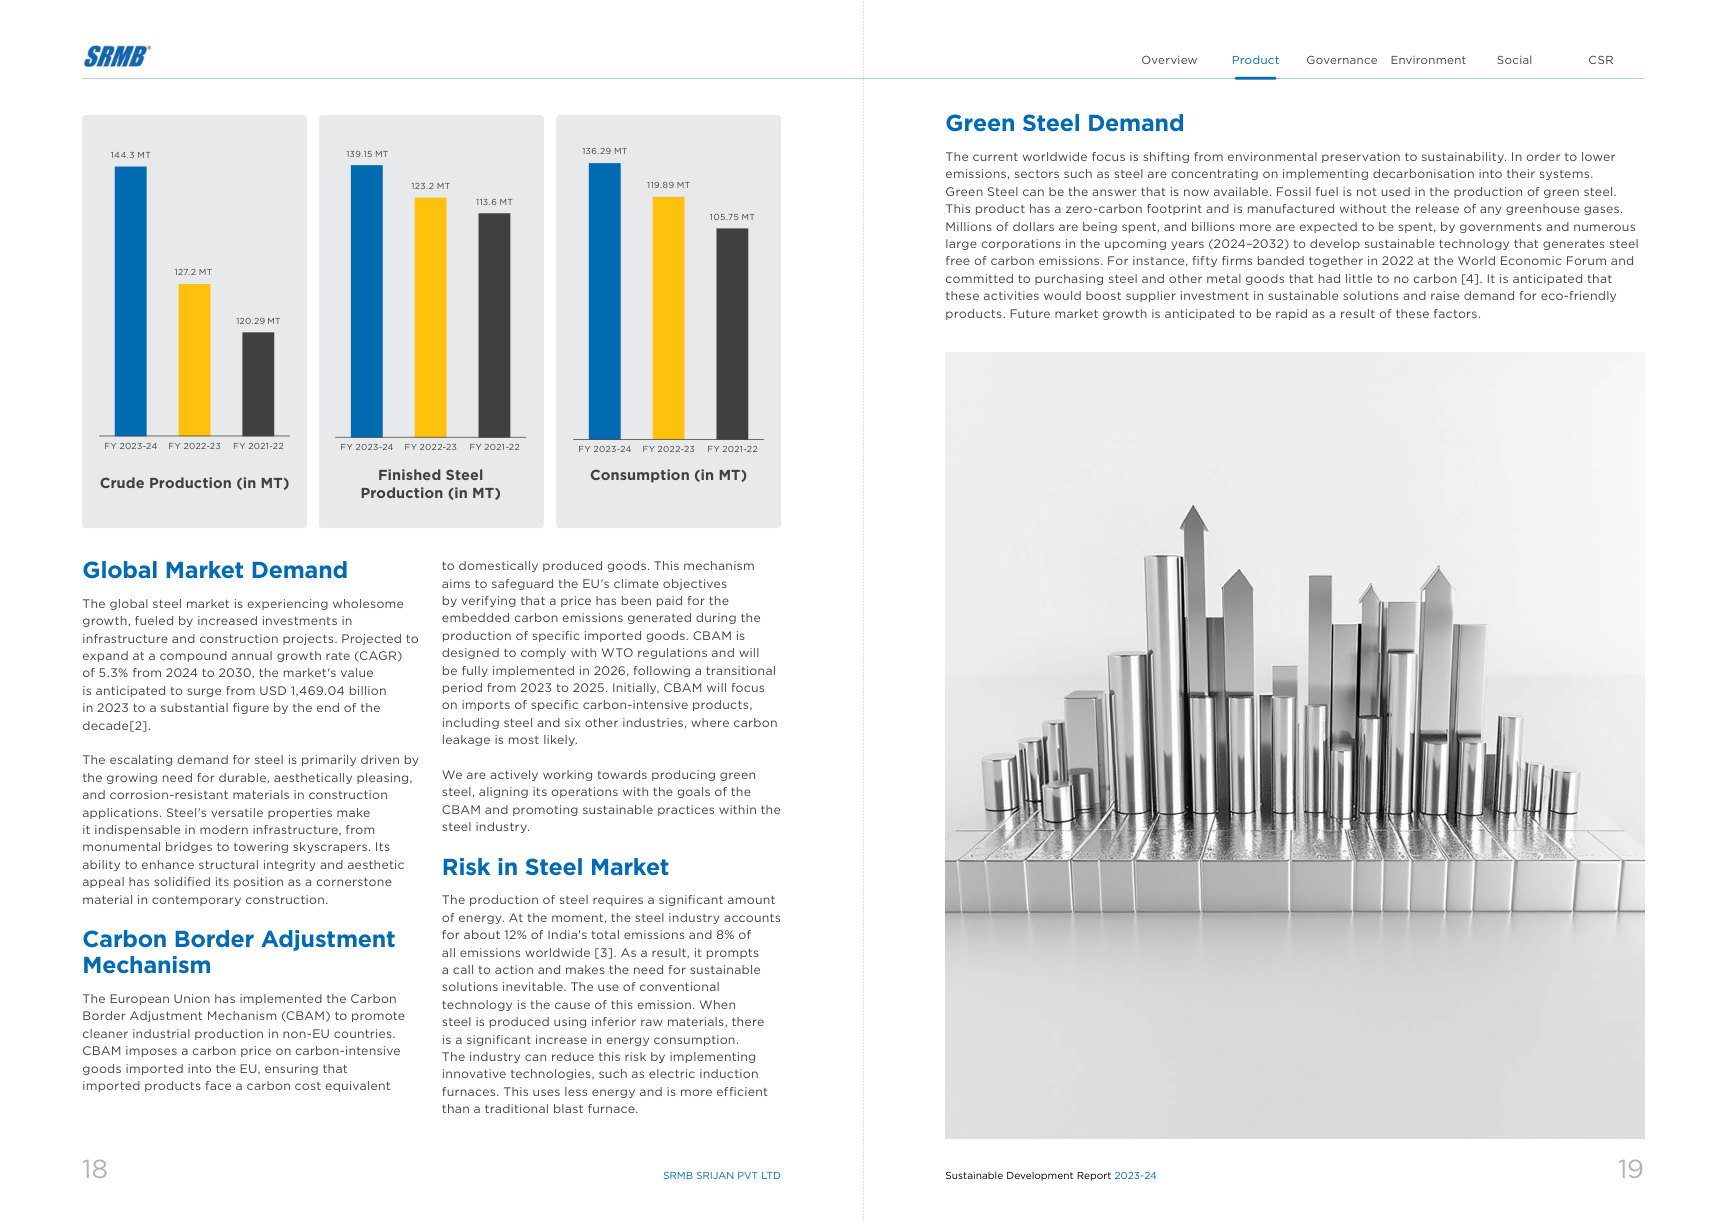 SRMB
Overview Product Governance Environment Social CSR
144.3 MT
127.2 MT
120.29 MT
FY 2023-24 FY 2022-23 FY 2021-22
Crude Production (in MT)
139.15 MT
123.2 MT
113.6 MT
FY 2023-24 FY 2022-23 FY 2021-22
Finished Steel
Production (in MT)
136.29 MT
119.89 MT
105.75 MT
FY 2023-24 FY 2022-23 FY 2021-22
Consumption (in MT)
Global Market Demand
The global steel market is experiencing wholesome
growth, fueled by increased investments in
infrastructure and construction projects. Projected to
expand at a compound annual growth rate (CAGR)
of 5.3% from 2024 to 2030, the market's value
is anticipated to surge from USD 1,469.04 billion
in 2023 to a substantial figure by the end of the
decade[2].
The escalating demand for steel is primarily driven by
the growing need for durable, aesthetically pleasing,
and corrosion-resistant materials in construction
applications. Steel's versatile properties make
it indispensable in modern infrastructure, from
monumental bridges to towering skyscrapers. Its
ability to enhance structural integrity and aesthetic
appeal has solidified its position as a cornerstone
material in contemporary construction.
Carbon Border Adjustment
Mechanism
The European Union has implemented the Carbon
Border Adjustment Mechanism (CBAM) to promote
cleaner industrial production in non-EU countries.
CBAM imposes a carbon price on carbon-intensive
goods imported into the EU, ensuring that
imported products face a carbon cost equivalent
to domestically produced goods. This mechanism
aims to safeguard the EU's climate objectives
by verifying that a price has been paid for the
embedded carbon emissions generated during the
production of specific imported goods. CBAM is
designed to comply with WTO regulations and will
be fully implemented in 2026, following a transitional
period from 2023 to 2025. Initially, CBAM will focus
on imports of specific carbon-intensive products,
including steel and six other industries, where carbon
leakage is most likely.
We are actively working towards producing green
steel, aligning its operations with the goals of the
CBAM and promoting sustainable practices within the
steel industry.
Risk in Steel Market
The production of steel requires a significant amount
of energy. At the moment, the steel industry accounts
for about 12% of India's total emissions and 8% of
all emissions worldwide [3]. As a result, it prompts
a call to action and makes the need for sustainable
solutions inevitable. The use of conventional
technology is the cause of this emission. When
steel is produced using inferior raw materials, there
is a significant increase in energy consumption.
The industry can reduce this risk by implementing
innovative technologies, such as electric induction
furnaces. This uses less energy and is more efficient
than a traditional blast furnace.
18
SRMB SRIJAN PVT LTD
Green Steel Demand
The current worldwide focus is shifting from environmental preservation to sustainability. In order to lower
emissions, sectors such as steel are concentrating on implementing decarbonisation into their systems.
Green Steel can be the answer that is now available. Fossil fuel is not used in the production of green steel.
This product has a zero-carbon footprint and is manufactured without the release of any greenhouse gases.
Millions of dollars are being spent, and billions more are expected to be spent, by governments and numerous
large corporations in the upcoming years (2024–2032) to develop sustainable technology that generates steel
free of carbon emissions. For instance, fifty firms banded together in 2022 at the World Economic Forum and
committed to purchasing steel and other metal goods that had little to no carbon [4]. It is anticipated that
these activities would boost supplier investment in sustainable solutions and raise demand for eco-friendly
products. Future market growth is anticipated to be rapid as a result of these factors.
Sustainable Development Report 2023-24
19